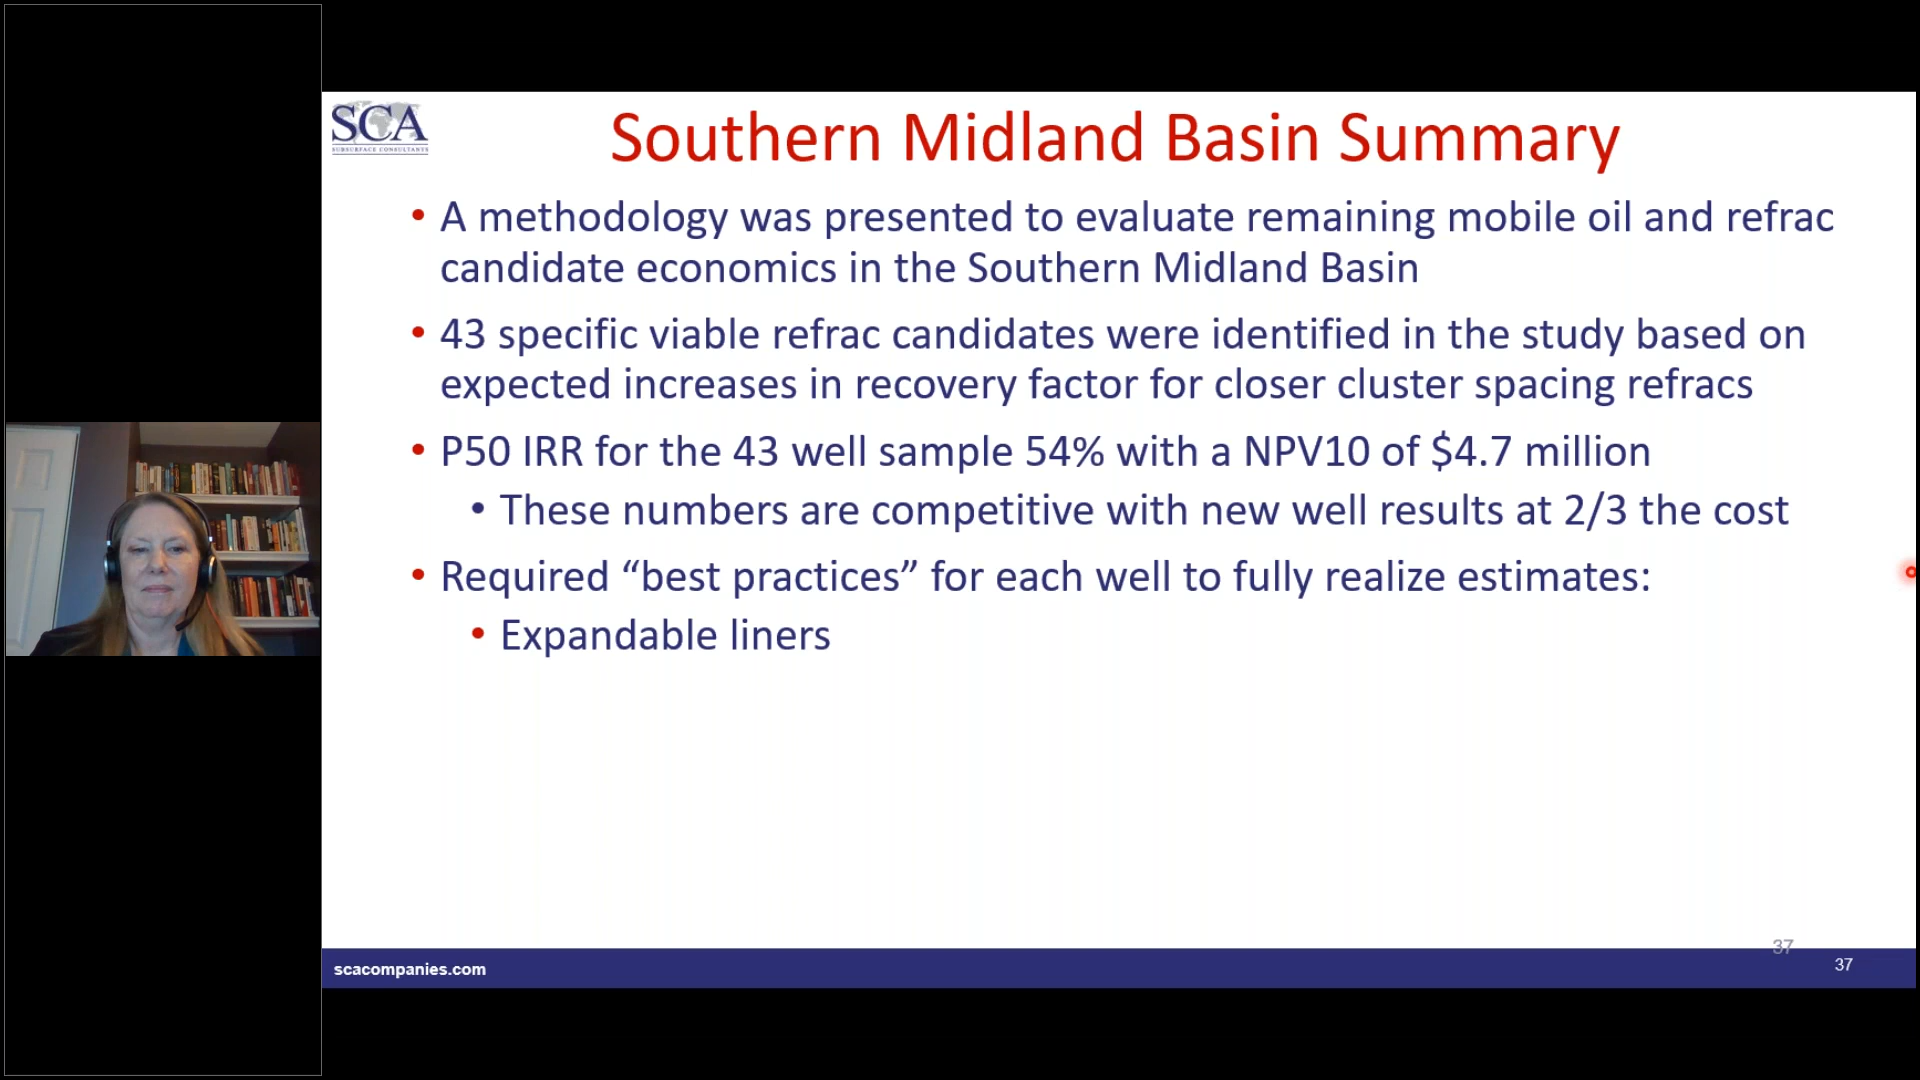 SCA
SUBSURFACE CONSULTANTS
Southern Midland Basin Summary
• A methodology was presented to evaluate remaining mobile oil and refrac
candidate economics in the Southern Midland Basin
• 43 specific viable refrac candidates were identified in the study based on
expected increases in recovery factor for closer cluster spacing refracs
• P50 IRR for the 43 well sample 54% with a NPV10 of $4.7 million
• These numbers are competitive with new well results at 2/3 the cost
• Required “best practices” for each well to fully realize estimates:
• Expandable liners
37
scacompanies.com
37